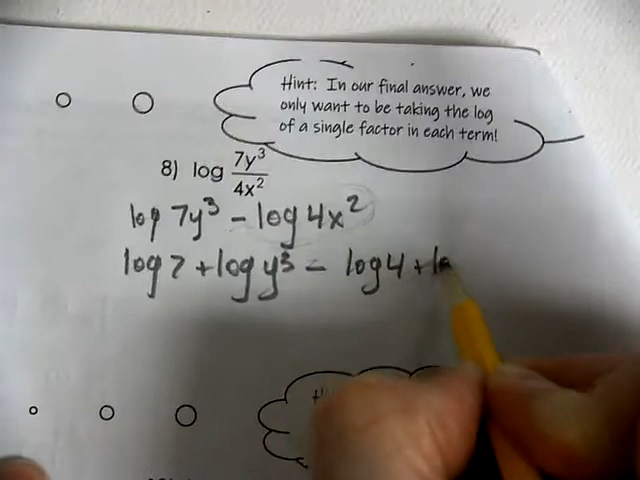 Hint: In our final answer, we
only want to be taking the log
of a single factor in each term!
8) log 7y³/4x²
log 7y³ - log 4x²
log 7 + log y³ - log 4 + lo